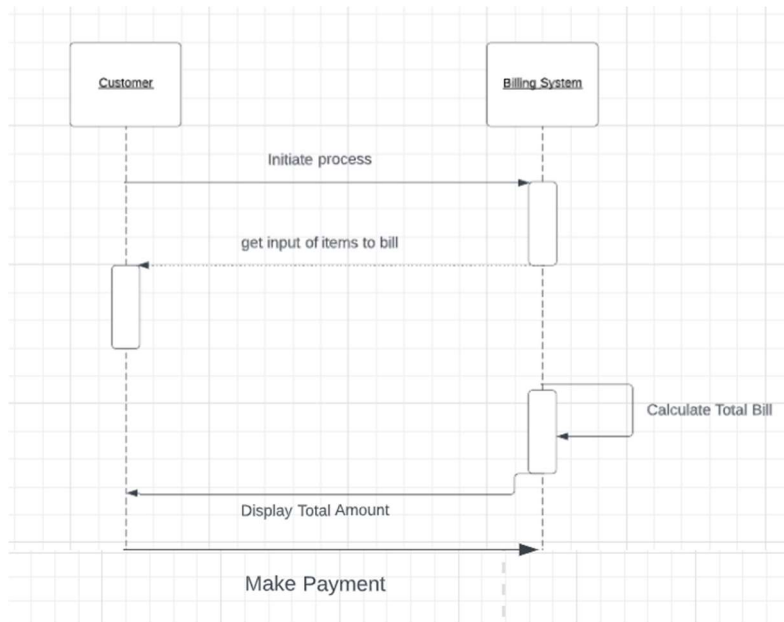 Customer
Billing System
Initiate process
get input of items to bill
Calculate Total Bill
Display Total Amount
Make Payment